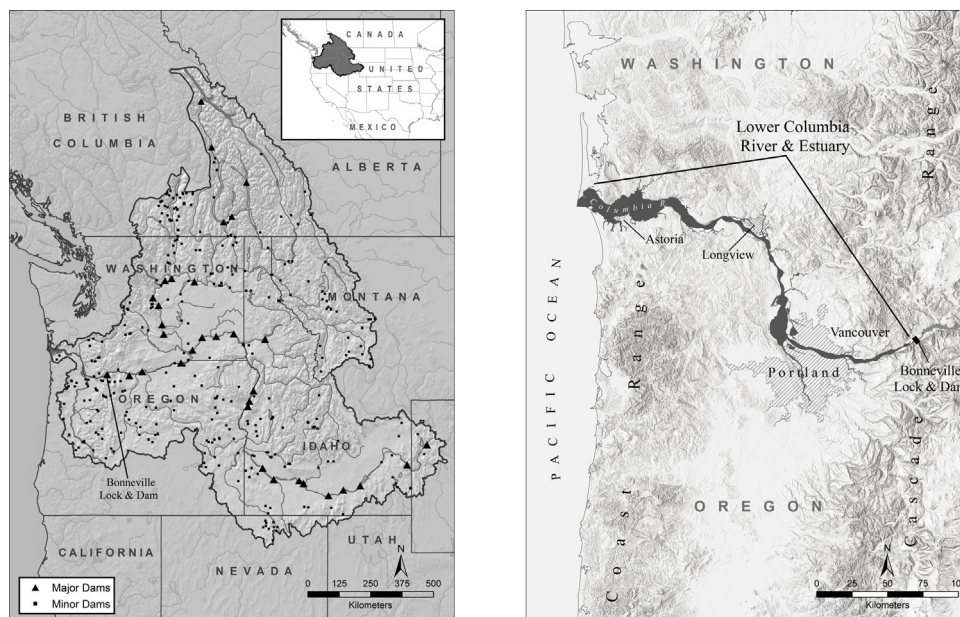 CANADA
UNITED
STATES
MEXICO
BRITISH
COLUMBIA
ALBERTA
WASHINGTON
MONTANA
OREGON
IDAHO
Bonneville
Lock & Dam
CALIFORNIA
NEVADA
UTAH
N
Major Dams
Minor Dams
0 125 250 375 500
Kilometers
WASHINGTON
Lower Columbia
River & Estuary
Columbia R
Astoria
Longview
Vancouver
Portland
Bonneville
Lock & Dam
PACIFIC OCEAN
Coast Range
Cascade Range
OREGON
N
0 25 50 75 10
Kilometers